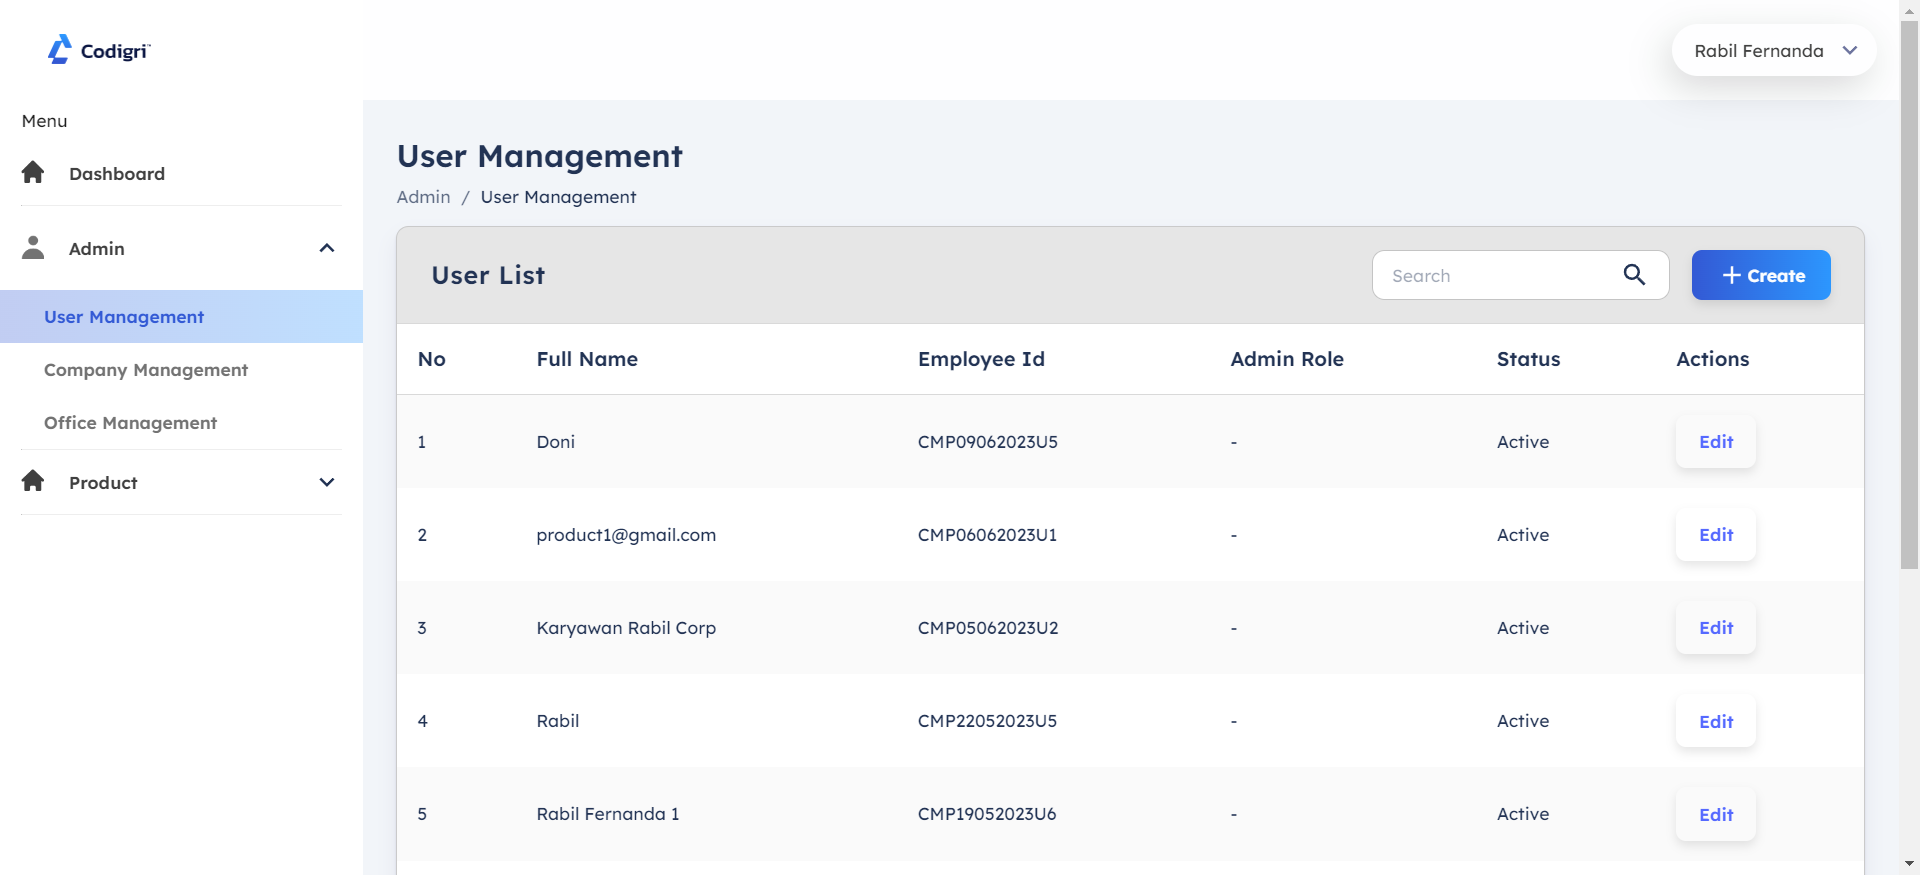 Codigri™
Rabil Fernanda
Menu
Dashboard
Admin
User Management
Company Management
Office Management
Product
User Management
Admin / User Management
User List
Search
+ Create
No Full Name Employee Id Admin Role Status Actions
1 Doni CMP09062023U5 - Active Edit
2 product1@gmail.com CMP06062023U1 - Active Edit
3 Karyawan Rabil Corp CMP05062023U2 - Active Edit
4 Rabil CMP22052023U5 - Active Edit
5 Rabil Fernanda 1 CMP19052023U6 - Active Edit